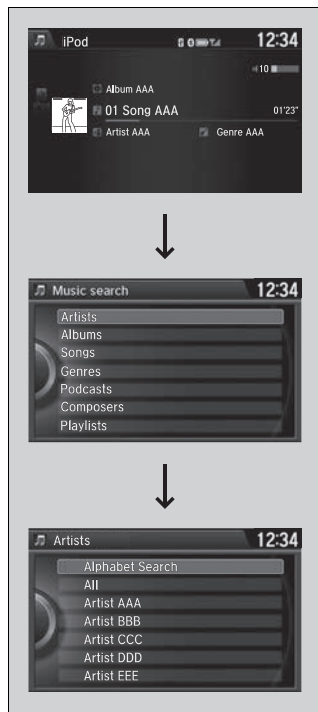 iPod 12:34
10
Album AAA
01 Song AAA 01'23"
Artist AAA Genre AAA
Music search 12:34
Artists
Albums
Songs
Genres
Podcasts
Composers
Playlists
Artists 12:34
Alphabet Search
All
Artist AAA
Artist BBB
Artist CCC
Artist DDD
Artist EEE